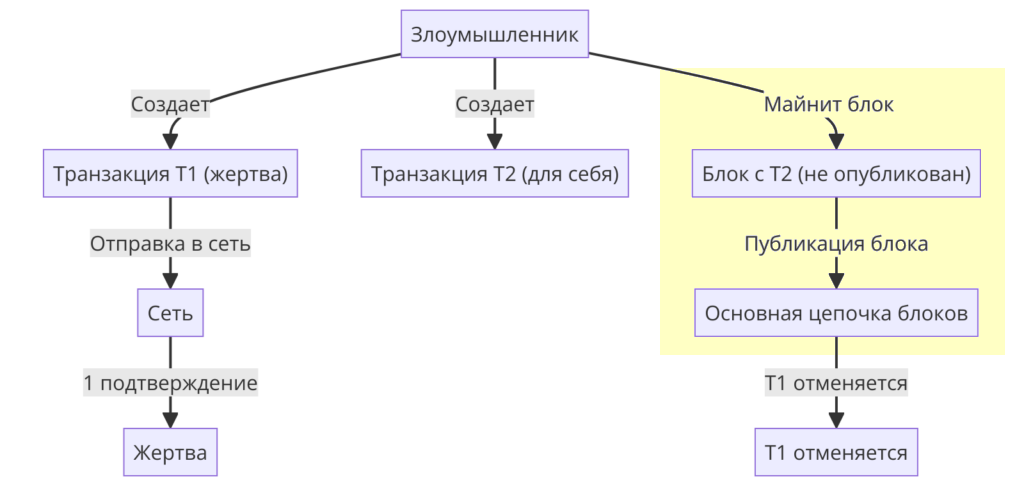 Злоумышленник
Создает
Создает
Майнит блок
Транзакция T1 (жертва)
Транзакция T2 (для себя)
Блок с T2 (не опубликован)
Отправка в сеть
Публикация блока
Сеть
Основная цепочка блоков
1 подтверждение
T1 отменяется
Жертва
T1 отменяется